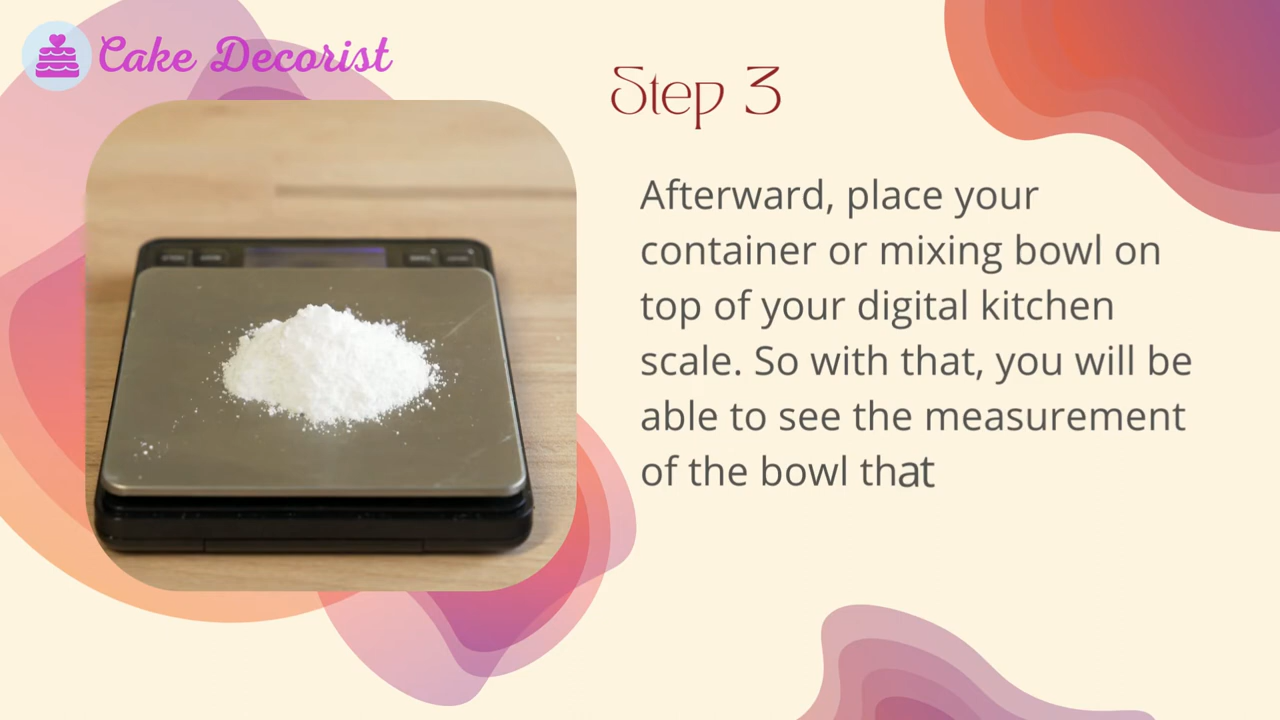 Cake Decorist
Step 3
Afterward, place your
container or mixing bowl on
top of your digital kitchen
scale. So with that, you will be
able to see the measurement
of the bowl that